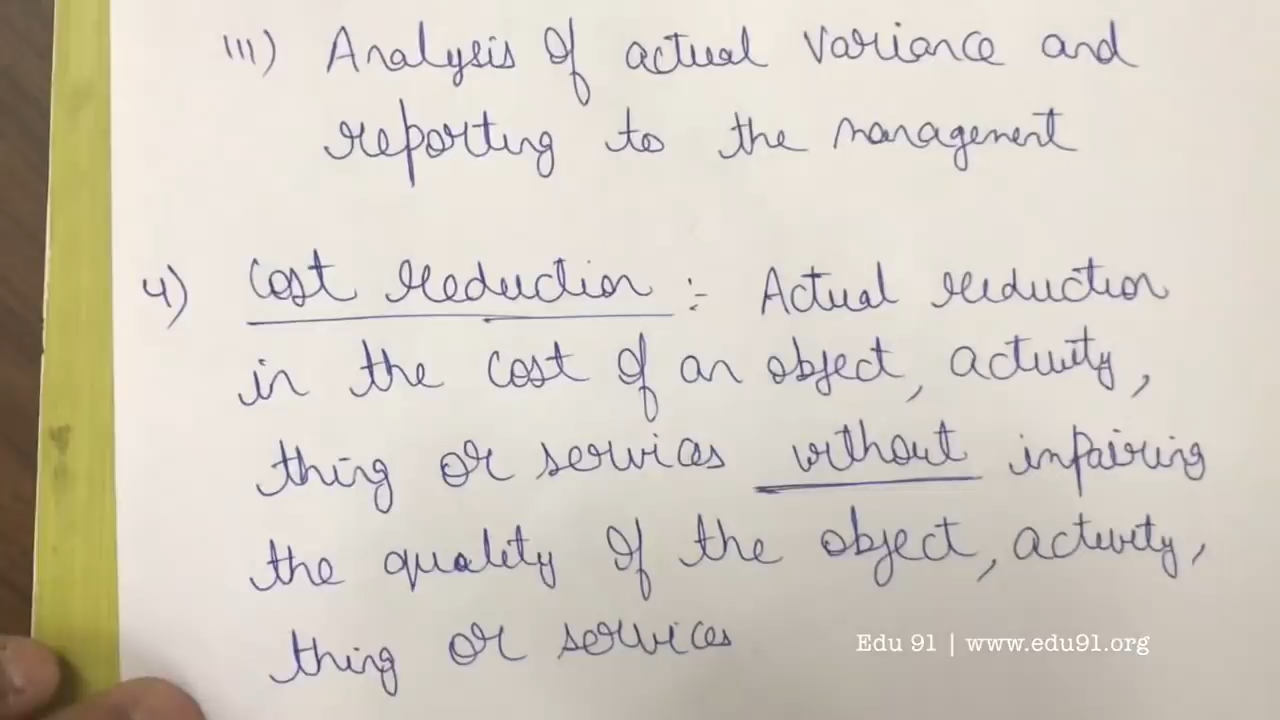 III) Analysis of actual variance and
reporting to the management
4) Cost reduction :- Actual reduction
in the cost of an object, activity,
thing or services without impairing
the quality of the object, activity,
thing or services
Edu 91 | www.edu91.org